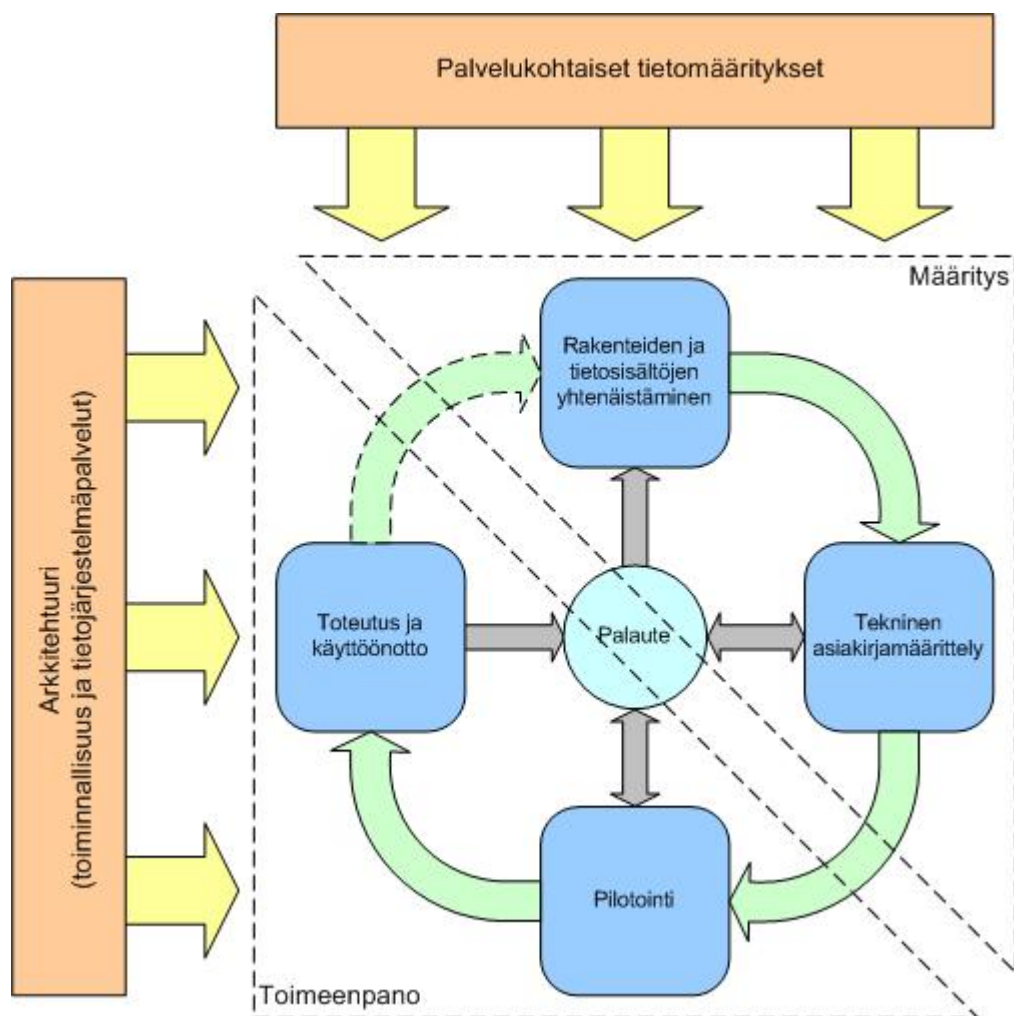 Palvelukohtaiset tietomääritykset
Määritys
Arkkitehtuuri
(toiminnallisuus ja tietojärjestelmäpalvelut)
Rakenteiden ja
tietosisältöjen
yhtenäistäminen
Toteutus ja
käyttöönotto
Palaute
Tekninen
asiakirjamäärittely
Pilotointi
Toimeenpano